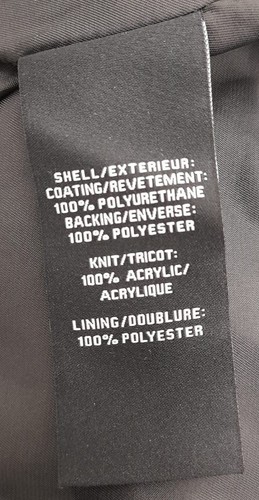 SHELL/EXTERIEUR:
COATING/REVETEMENT:
100% POLYURETHANE
BACKING/ENVERSE:
100% POLYESTER
KNIT/TRICOT:
100% ACRYLIC/
ACRYLIQUE
LINING/DOUBLURE:
100% POLYESTER